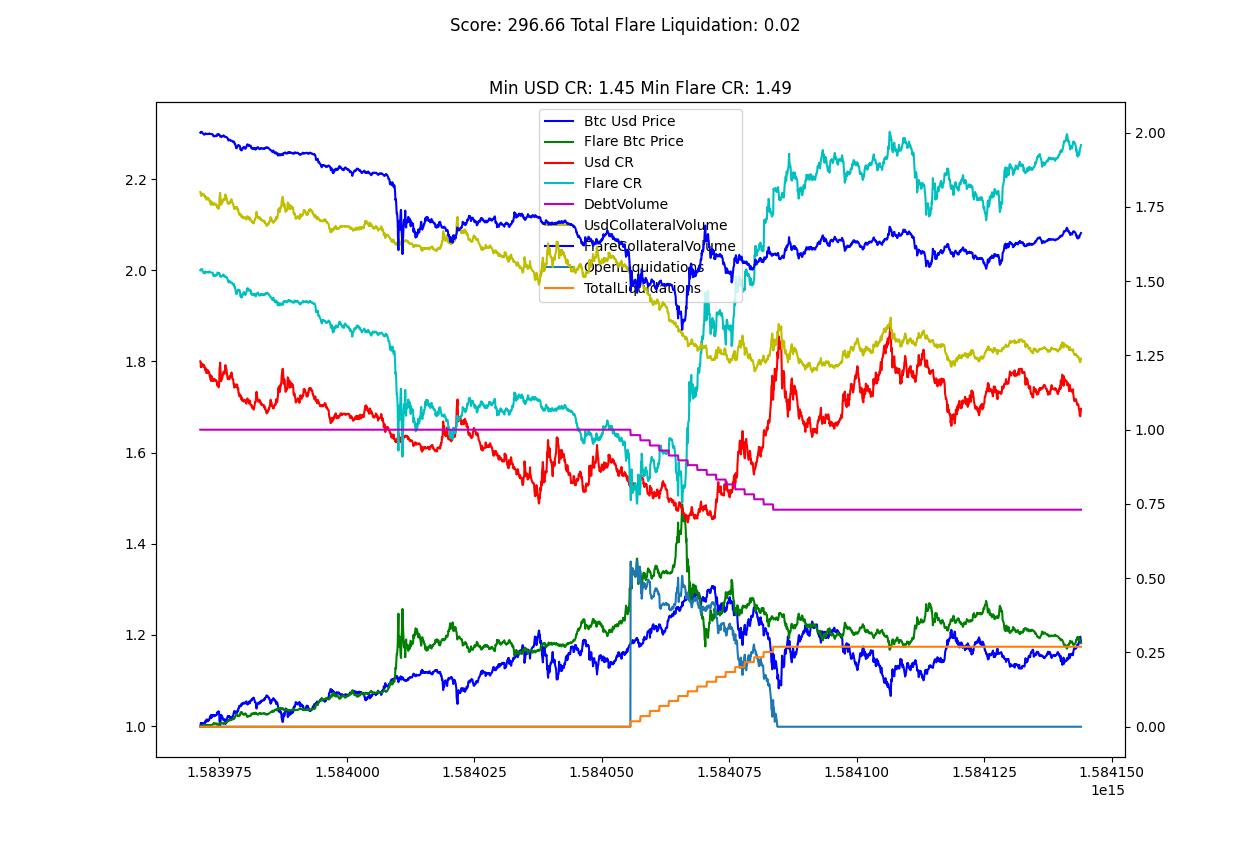 Score: 296.66 Total Flare Liquidation: 0.02
Min USD CR: 1.45 Min Flare CR: 1.49
Btc Usd Price
Flare Btc Price
Usd CR
Flare CR
DebtVolume
UsdCollateralVolume
FlareCollateralVolume
OpenLiquidations
TotalLiquidations
2.2
2.0
1.8
1.6
1.4
1.2
1.0
2.00
1.75
1.50
1.25
1.00
0.75
0.50
0.25
0.00
1.583975 1.584000 1.584025 1.584050 1.584075 1.584100 1.584125 1.584150
1e15